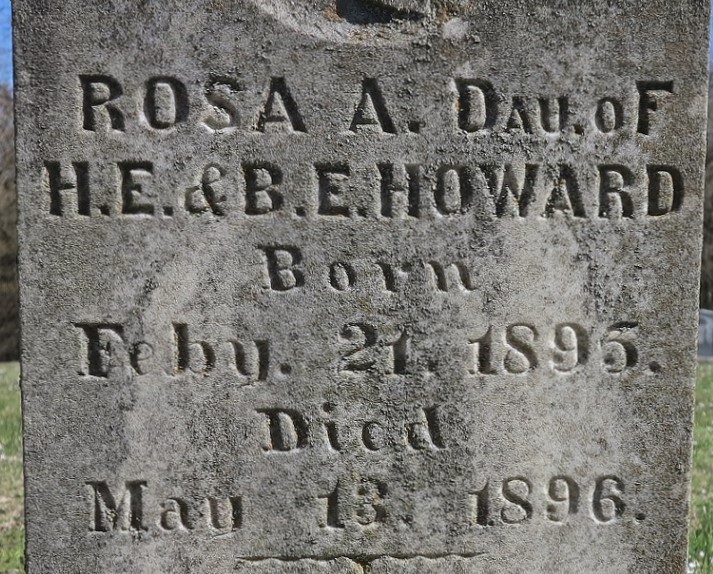 ROSA A. DAU. OF
H.E. & B.E. HOWARD
Born
Feby. 21. 1895.
Died
May 13. 1896.